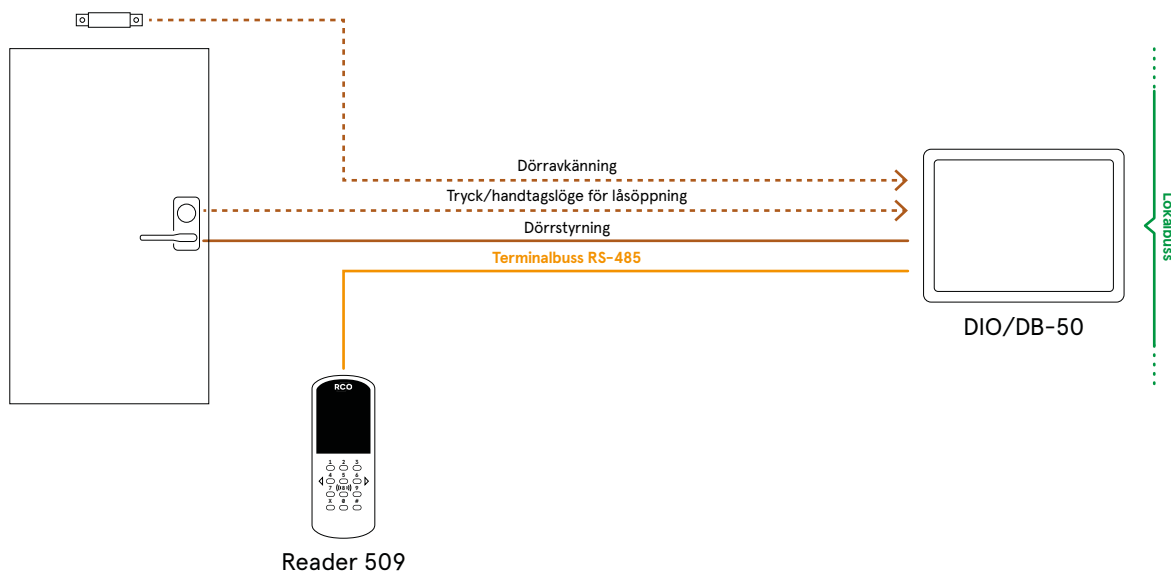 Dörravkänning
Tryck/handtagslöge för låsöppning
Dörrstyrning
Terminalbuss RS-485
Lokalbuss
DIO/DB-50
RCO
1 2 3
4 5 6
7 8 9
X 0 #
Reader 509